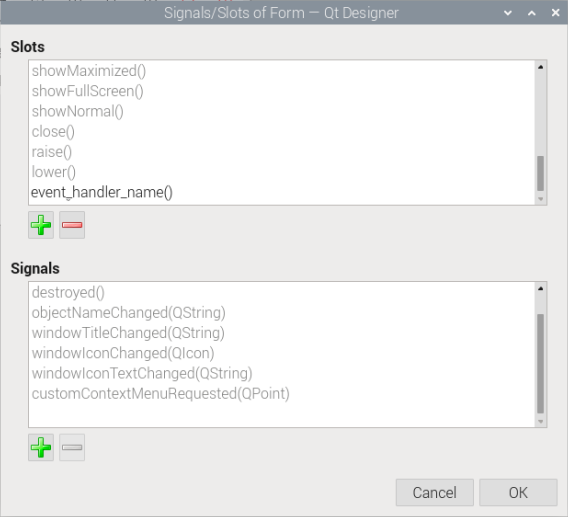 Signals/Slots of Form — Qt Designer
Slots
showMaximized()
showFullScreen()
showNormal()
close()
raise()
lower()
event_handler_name()
Signals
destroyed()
objectNameChanged(QString)
windowTitleChanged(QString)
windowIconChanged(QIcon)
windowIconTextChanged(QString)
customContextMenuRequested(QPoint)
Cancel
OK